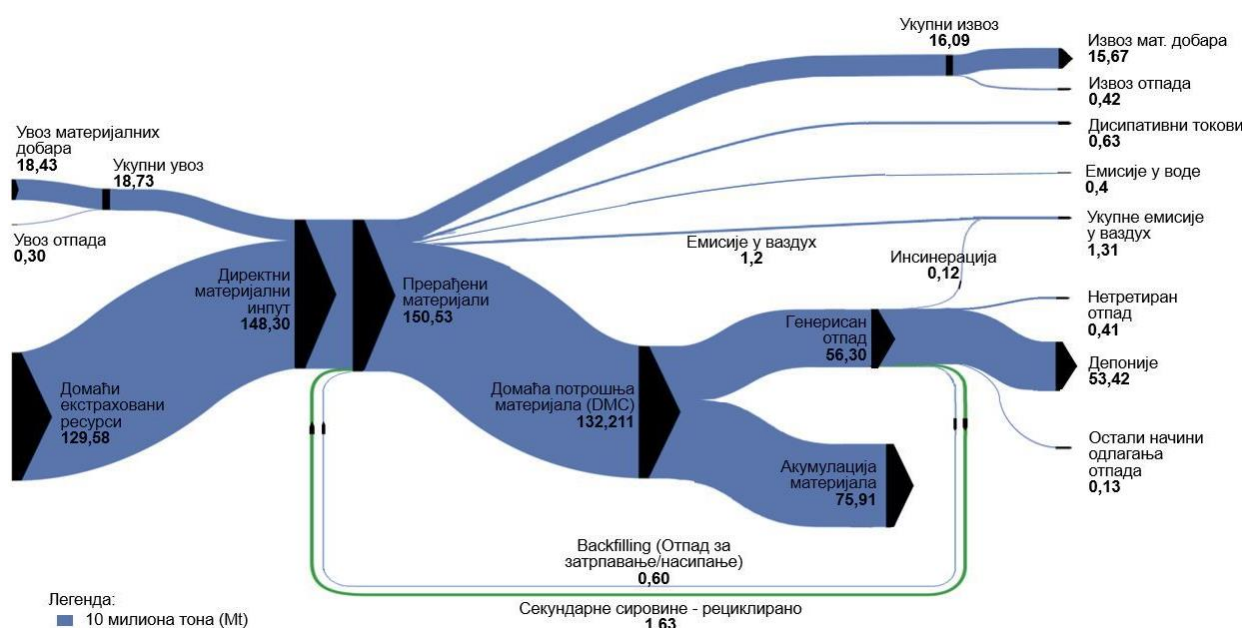 Укупни извоз
16,09
Извоз мат. добара
15,67
Извоз отпада
0,42
Дисипативни токови
0,63
Емисије у воде
0,4
Укупне емисије
у ваздух
1,31
Увоз материјалних
добара
18,43
Укупни увоз
18,73
Увоз отпада
0,30
Директни
материјални
инпут
148,30
Прерађени
материјали
150,53
Емисије у ваздух
1,2
Инсинерација
0,12
Нетретиран
отпад
0,41
Генерисан
отпад
56,30
Депоније
53,42
Домаћи
екстраховани
ресурси
129,58
Домаћа потрошња
материјала (DMC)
132,211
Остали начини
одлагања
отпада
0,13
Акумулација
материјала
75,91
Backfilling (Отпад за
затрпавање/насипање)
0,60
Секундарне сировине - рециклирано
1,63
Легенда:
10 милиона тона (Mt)